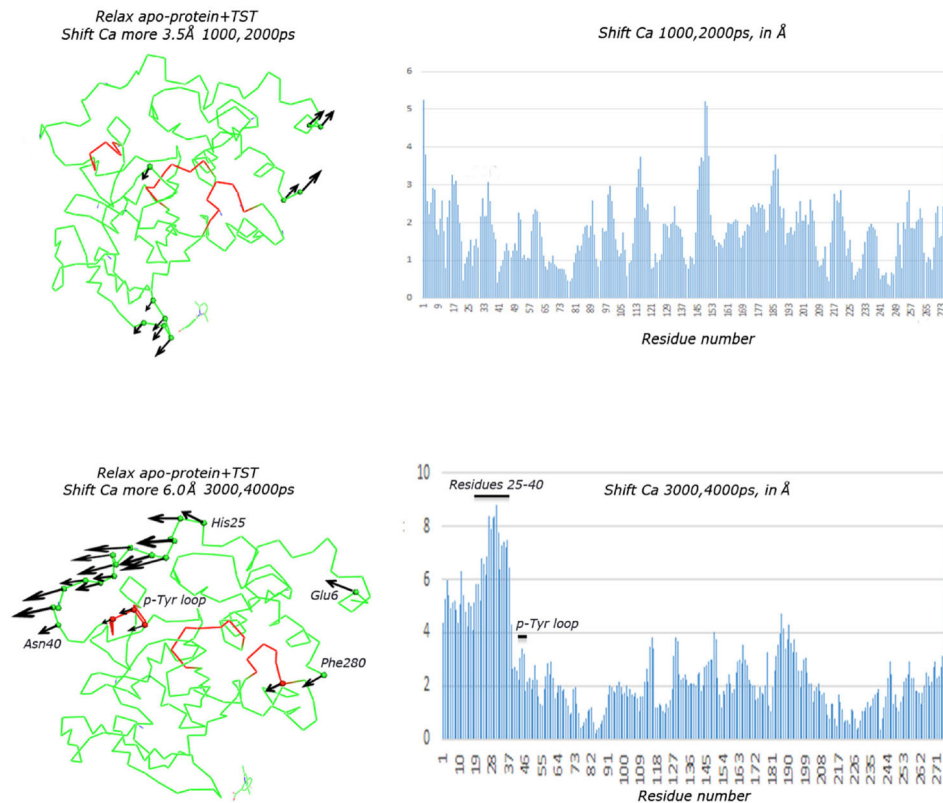 Relax apo-protein+TST
Shift Ca more 3.5Å 1000,2000ps
Shift Ca 1000,2000ps, in Å
6
5
4
3
2
1
0
1 9 17 25 33 41 49 57 65 73 81 89 97 105 113 121 129 137 145 153 161 169 177 185 193 201 209 217 225 233 241 249 257 265 273
Residue number
Relax apo-protein+TST
Shift Ca more 6.0Å 3000,4000ps
His25
Glu6
p-Tyr loop
Asn40
Phe280
10
8
6
4
2
0
Residues 25-40
Shift Ca 3000,4000ps, in Å
p-Tyr loop
1 10 19 28 37 46 55 64 73 82 91 100 109 118 127 136 145 154 163 172 181 190 199 208 217 226 235 244 253 262 271
Residue number